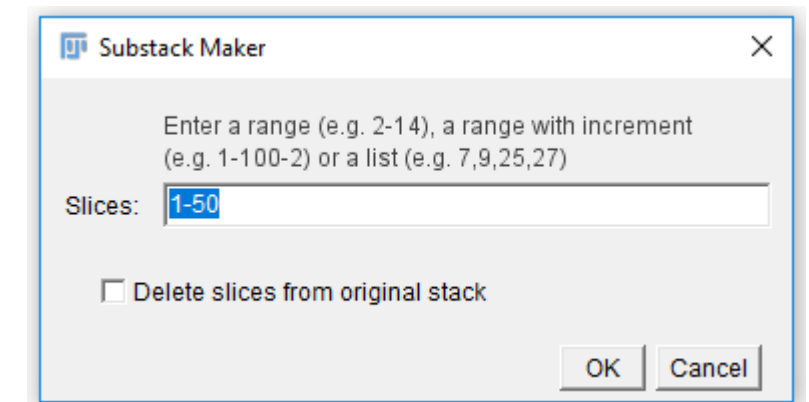 Substack Maker
Enter a range (e.g. 2-14), a range with increment
(e.g. 1-100-2) or a list (e.g. 7,9,25,27)
Slices: 1-50
Delete slices from original stack
OK Cancel